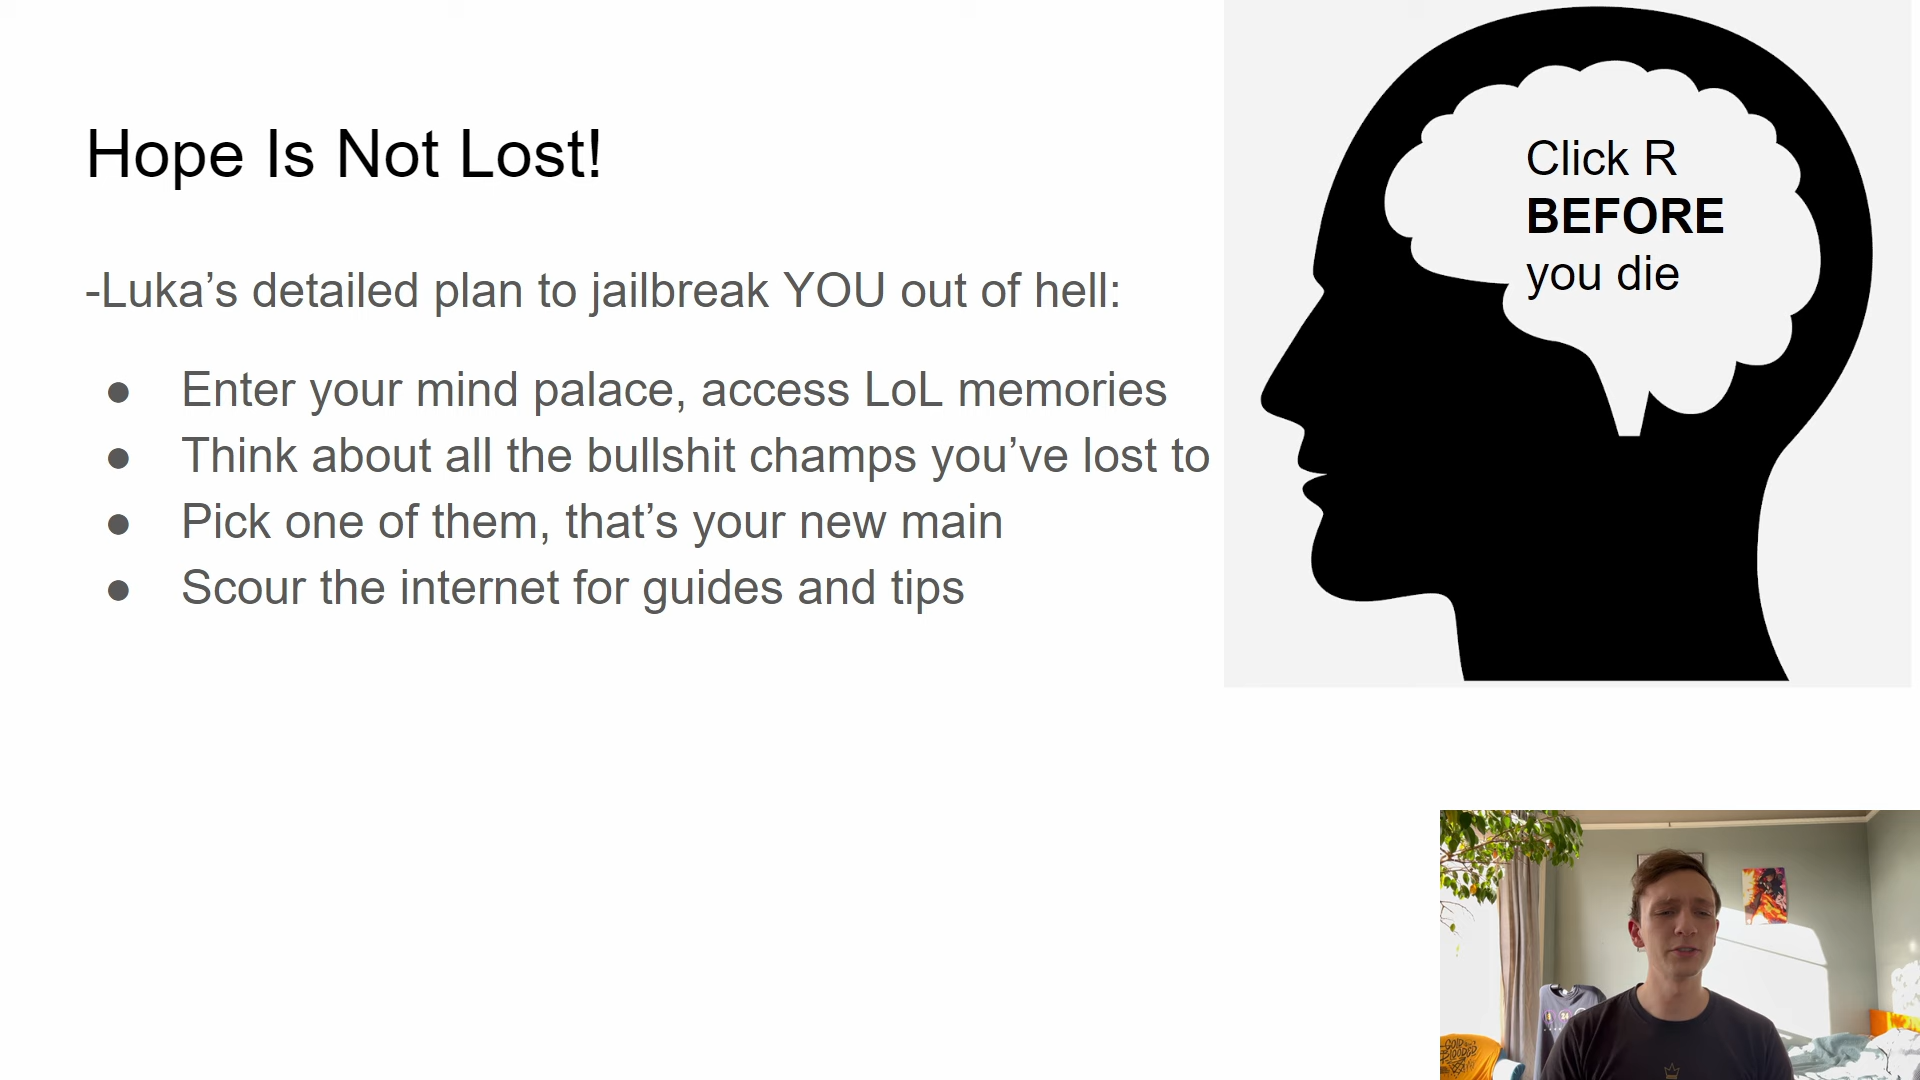 Hope Is Not Lost!
-Luka’s detailed plan to jailbreak YOU out of hell:
● Enter your mind palace, access LoL memories
● Think about all the bullshit champs you’ve lost to
● Pick one of them, that’s your new main
● Scour the internet for guides and tips
Click R
BEFORE
you die